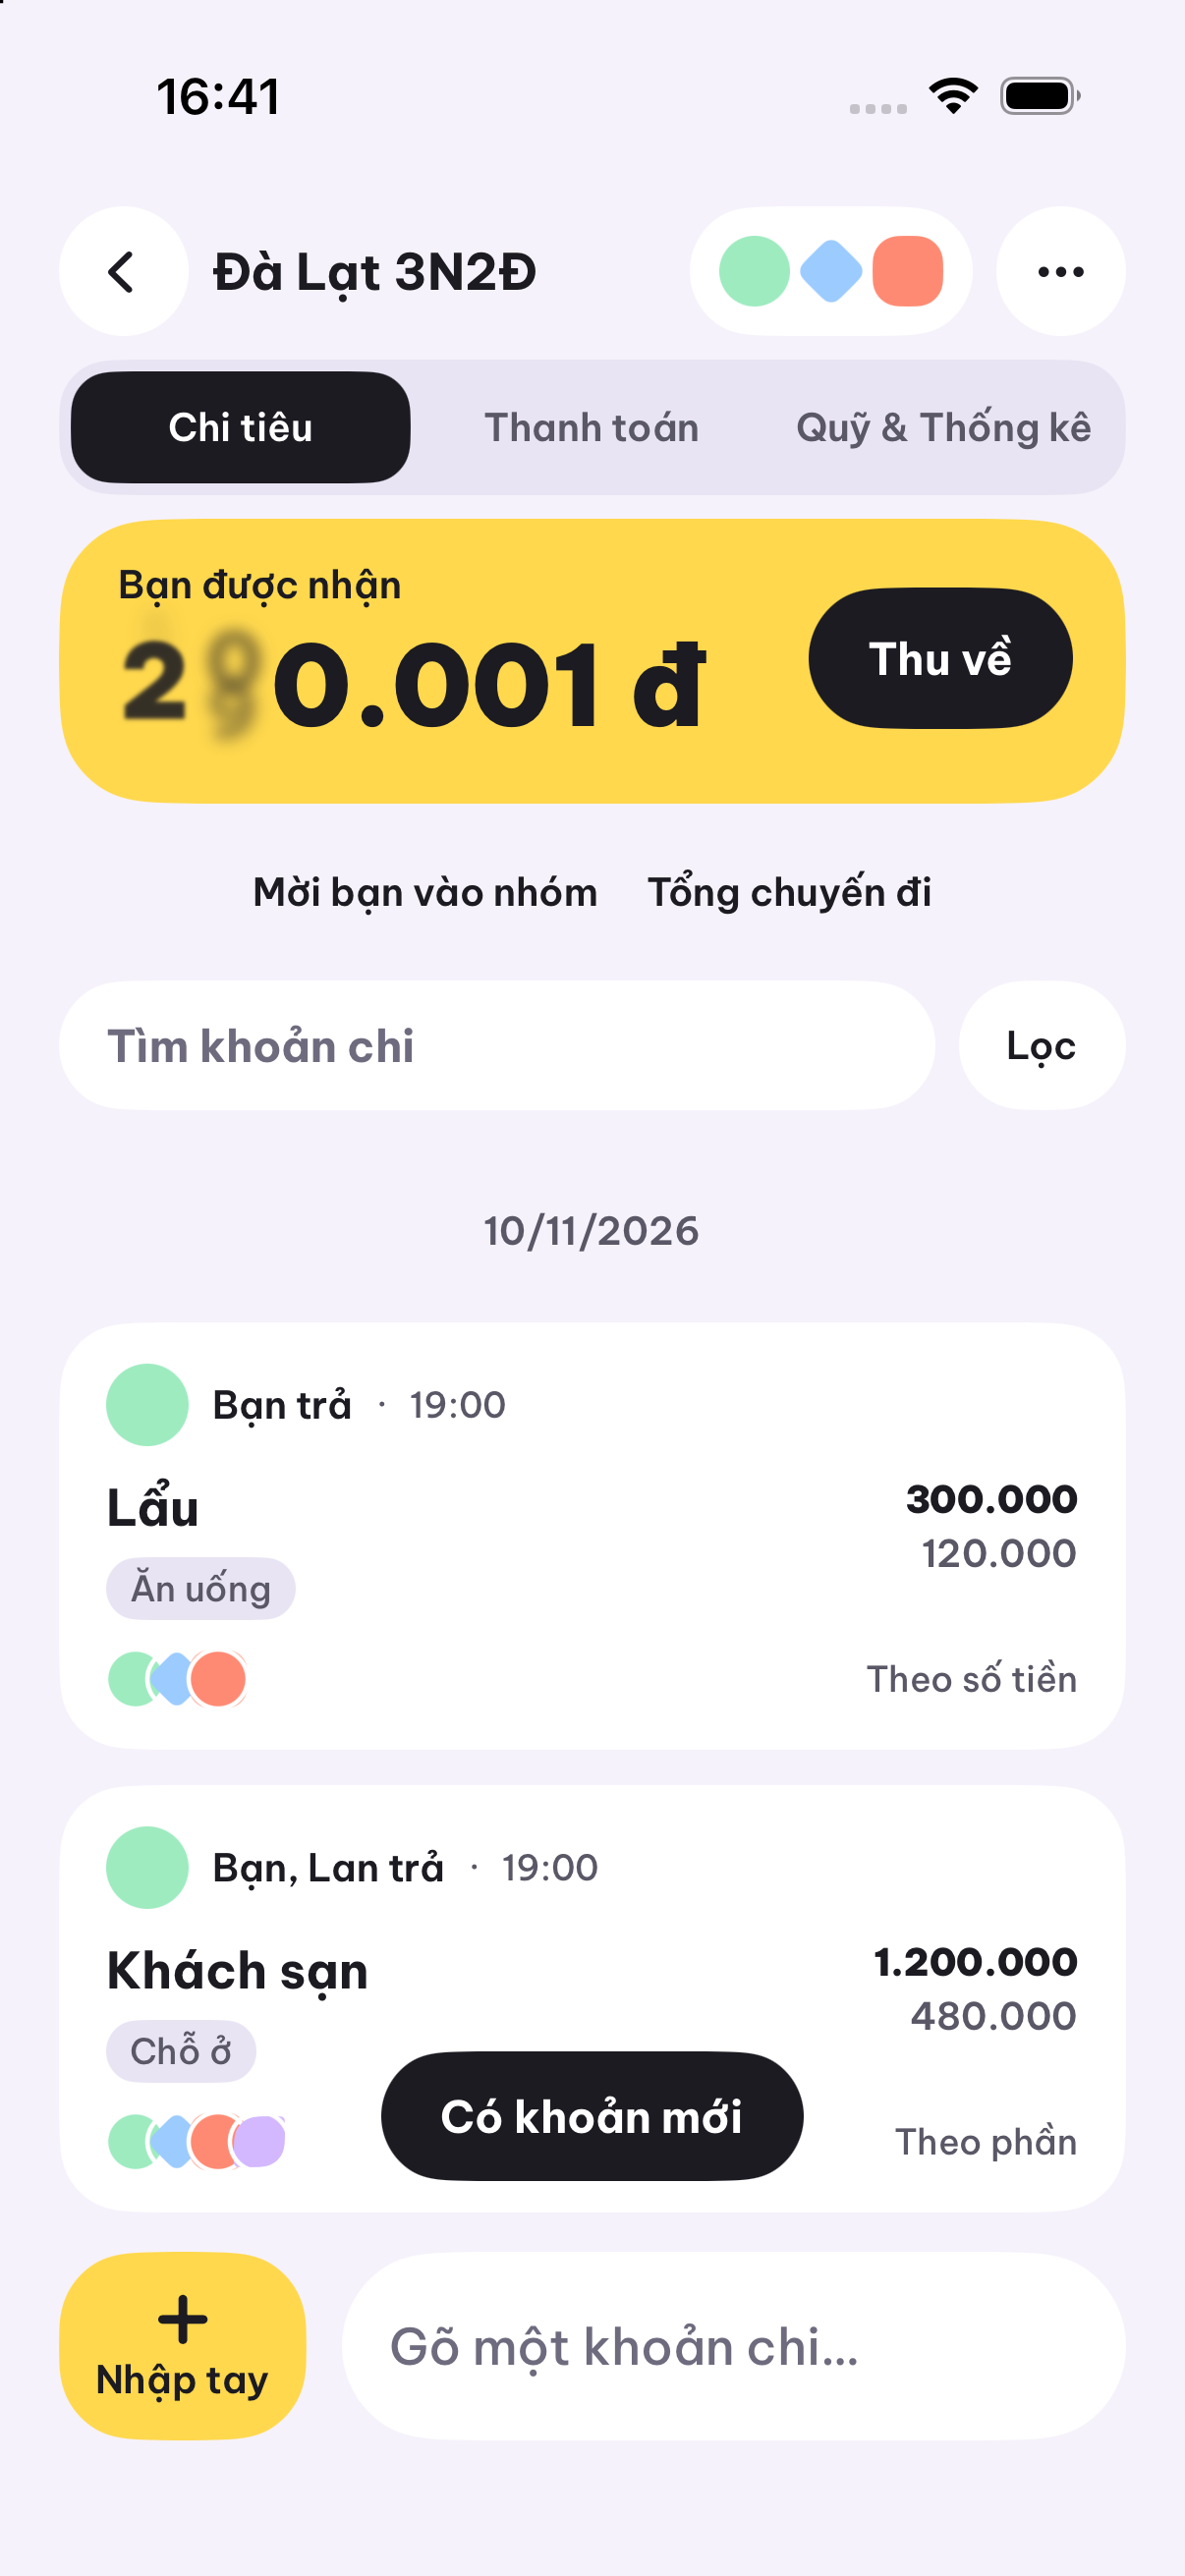 16:41
Đà Lạt 3N2Đ
Chi tiêu
Thanh toán
Quỹ & Thống kê
Bạn được nhận
0.001 đ
Thu về
Mời bạn vào nhóm
Tổng chuyến đi
Tìm khoản chi
Lọc
10/11/2026
Bạn trả · 19:00
Lẩu
300.000
120.000
Ăn uống
Theo số tiền
Bạn, Lan trả · 19:00
Khách sạn
1.200.000
480.000
Chỗ ở
Có khoản mới
Theo phần
Nhập tay
Gõ một khoản chi...